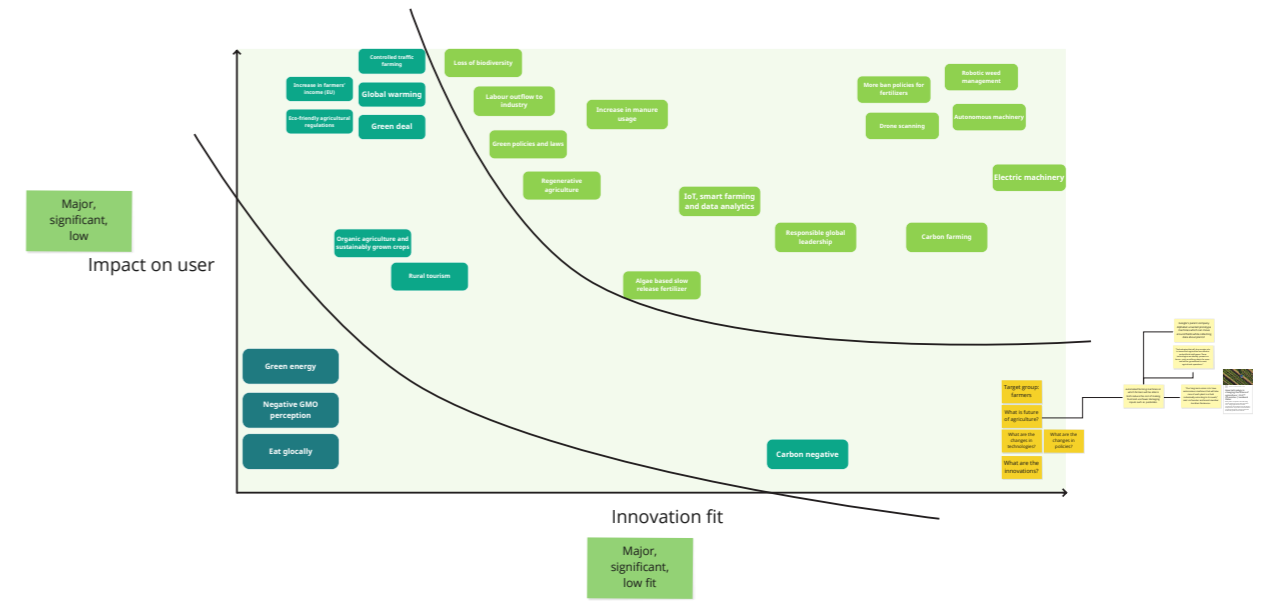 Controlled traffic
farming
Loss of biodiversity
Increase in farmers'
income (EU)
Global warming
Labour outflow to
industry
Increase in manure
usage
More ban policies for
fertilizers
Robotic weed
management
Eco-friendly agricultural
regulations
Green deal
Green policies and laws
Drone scanning
Autonomous machinery
Regenerative
agriculture
Electric machinery
IoT, smart farming
and data analytics
Major,
significant,
low
Impact on user
Organic agriculture and
sustainably grown crops
Rural tourism
Responsible global
leadership
Carbon farming
Algae based slow
release fertilizer
Green energy
Negative GMO
perception
Eat glocally
Carbon negative
Target group:
farmers
What is future
of agriculture?
What are the
changes in
technologies?
What are the
changes in
policies?
What are the
innovations?
Innovation fit
Major,
significant,
low fit